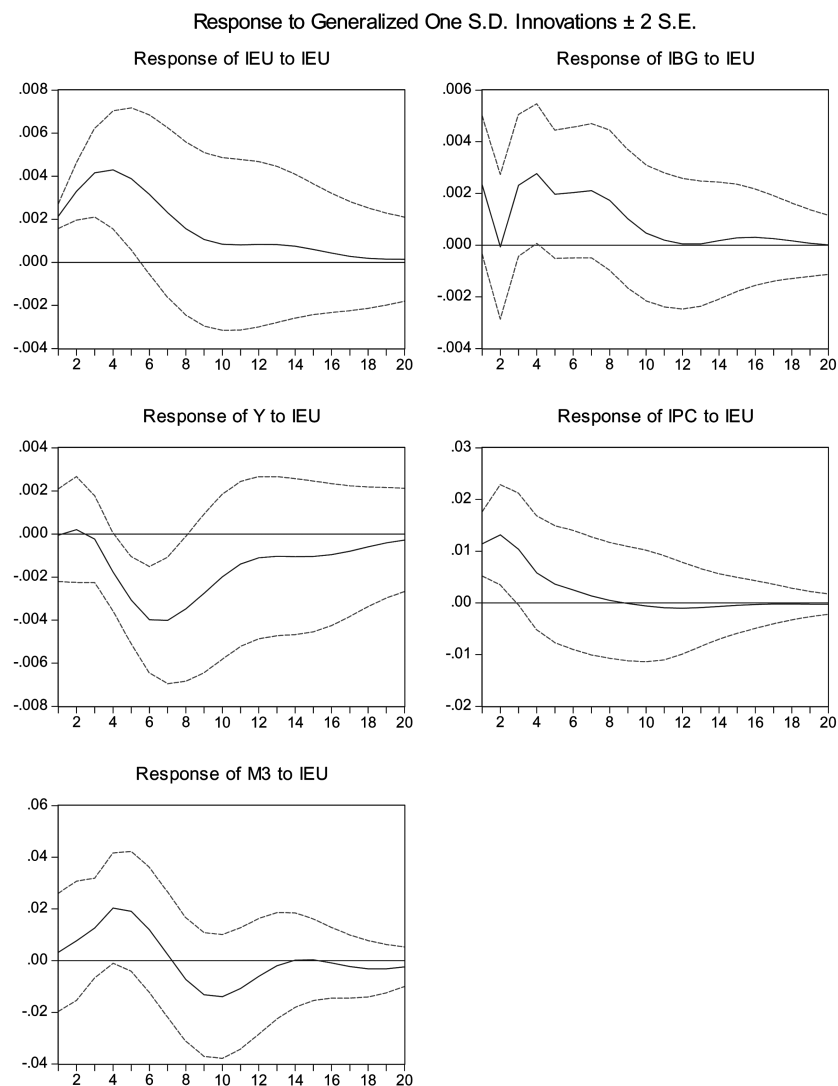 Response to Generalized One S.D. Innovations ± 2 S.E.
Response of IEU to IEU
.008
.006
.004
.002
.000
-.002
-.004
2 4 6 8 10 12 14 16 18 20
Response of IBG to IEU
.006
.004
.002
.000
-.002
-.004
2 4 6 8 10 12 14 16 18 20
Response of Y to IEU
.004
.002
.000
-.002
-.004
-.006
-.008
2 4 6 8 10 12 14 16 18 20
Response of IPC to IEU
.03
.02
.01
.00
-.01
-.02
2 4 6 8 10 12 14 16 18 20
Response of M3 to IEU
.06
.04
.02
.00
-.02
-.04
2 4 6 8 10 12 14 16 18 20